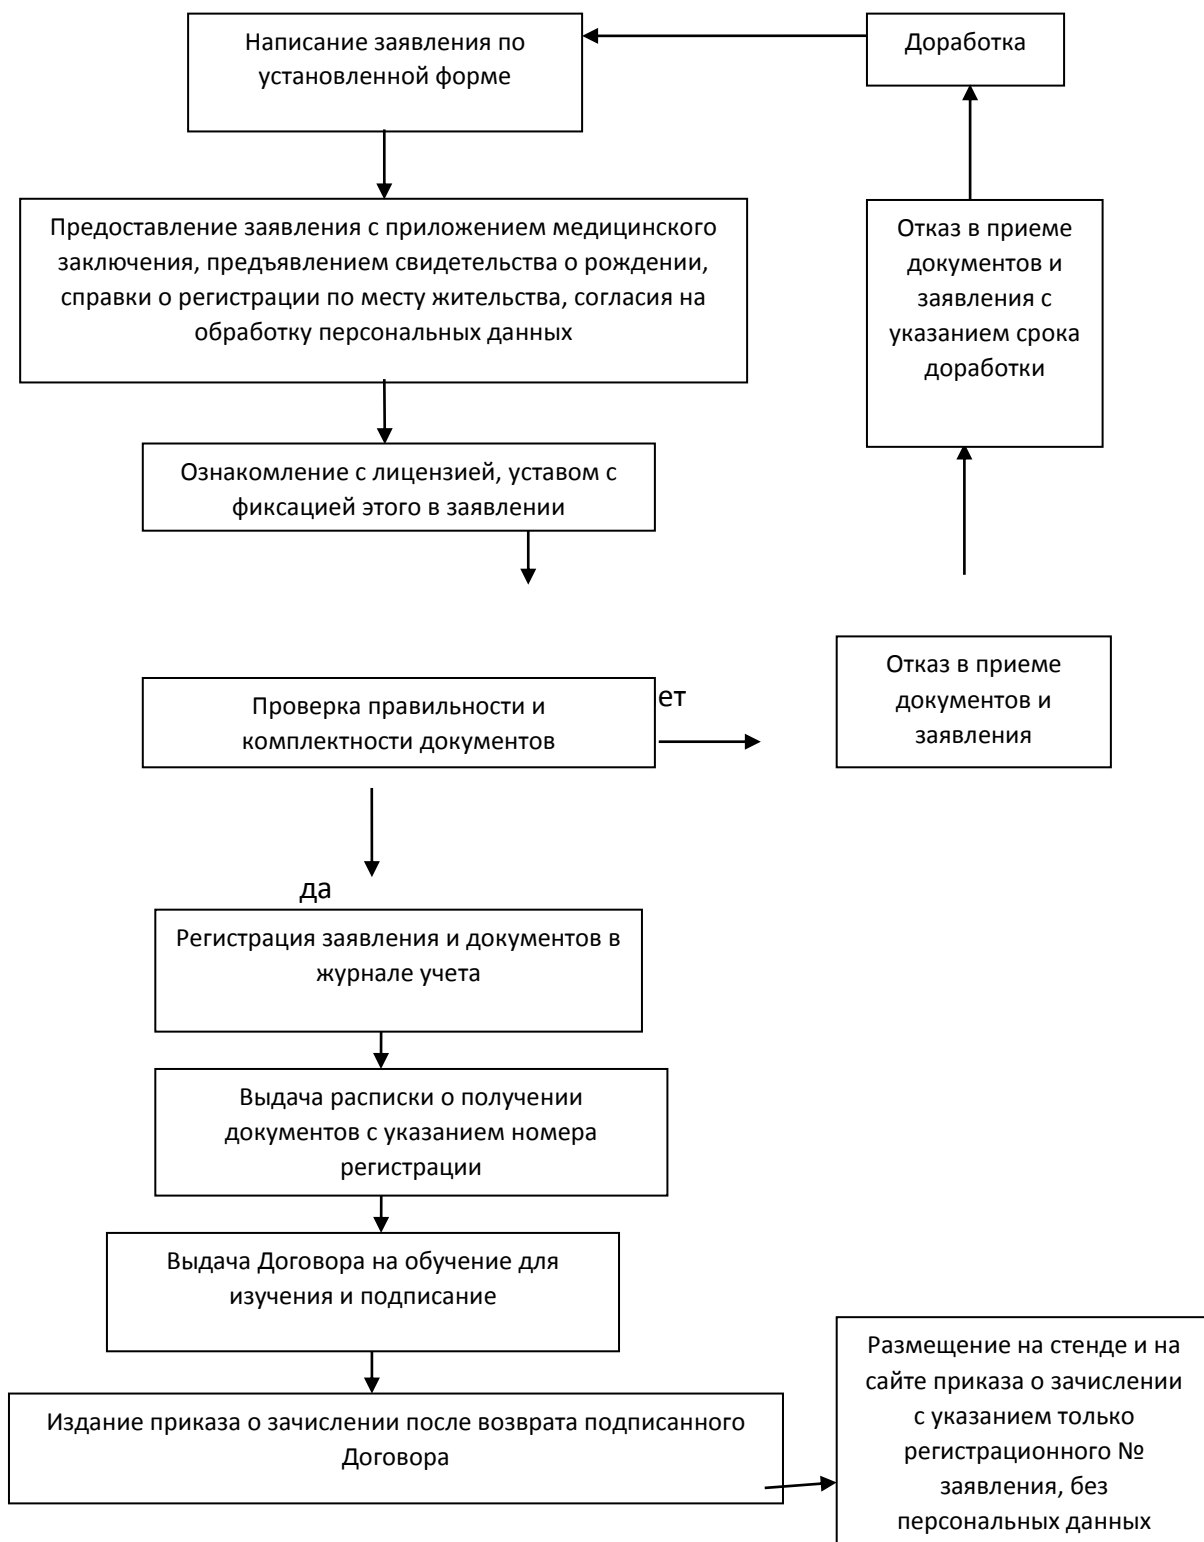 Написание заявления по
установленной форме
Доработка
Предоставление заявления с приложением медицинского
заключения, предъявлением свидетельства о рождении,
справки о регистрации по месту жительства, согласия на
обработку персональных данных
Отказ в приеме
документов и
заявления с
указанием срока
доработки
Ознакомление с лицензией, уставом с
фиксацией этого в заявлении
Проверка правильности и
комплектности документов
ет
Отказ в приеме
документов и
заявления
да
Регистрация заявления и документов в
журнале учета
Выдача расписки о получении
документов с указанием номера
регистрации
Выдача Договора на обучение для
изучения и подписание
Издание приказа о зачислении после возврата подписанного
Договора
Размещение на стенде и на
сайте приказа о зачислении
с указанием только
регистрационного №
заявления, без
персональных данных